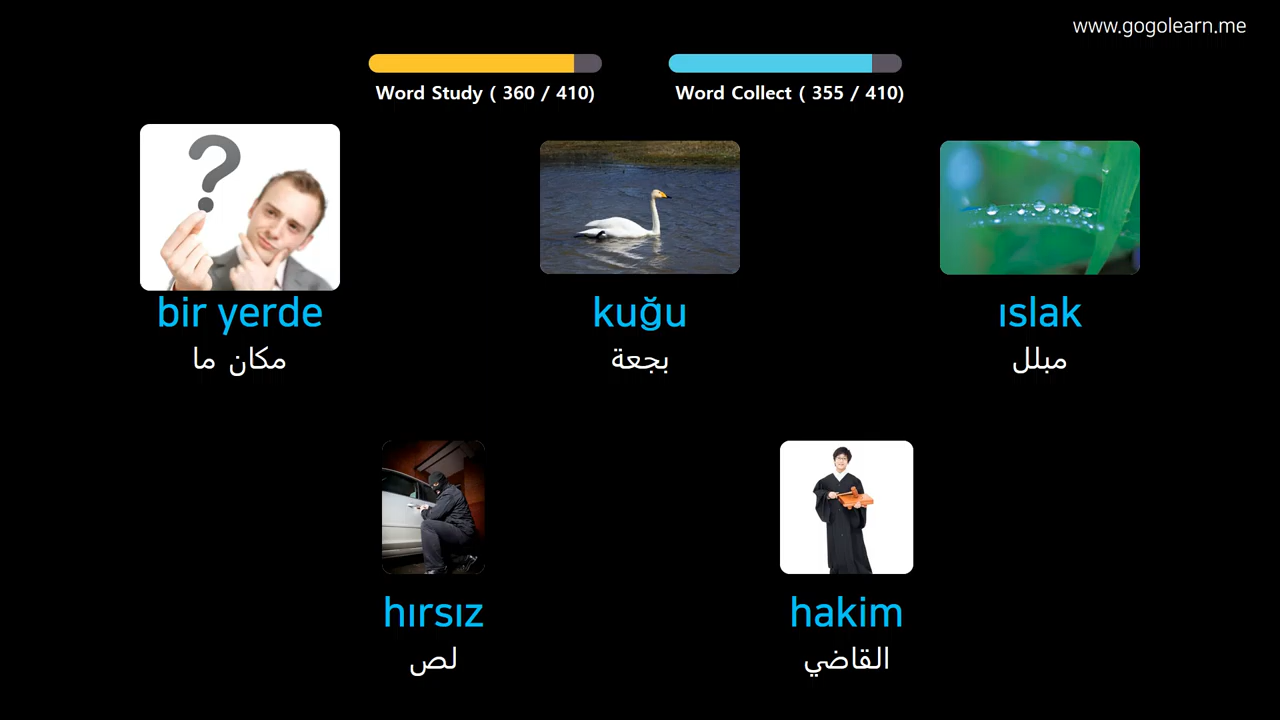 www.gogolearn.me
Word Study ( 360 / 410)
Word Collect ( 355 / 410)
bir yerde
مكان ما
kuğu
بجعة
ıslak
مبلل
hırsız
لص
hakim
القاضي